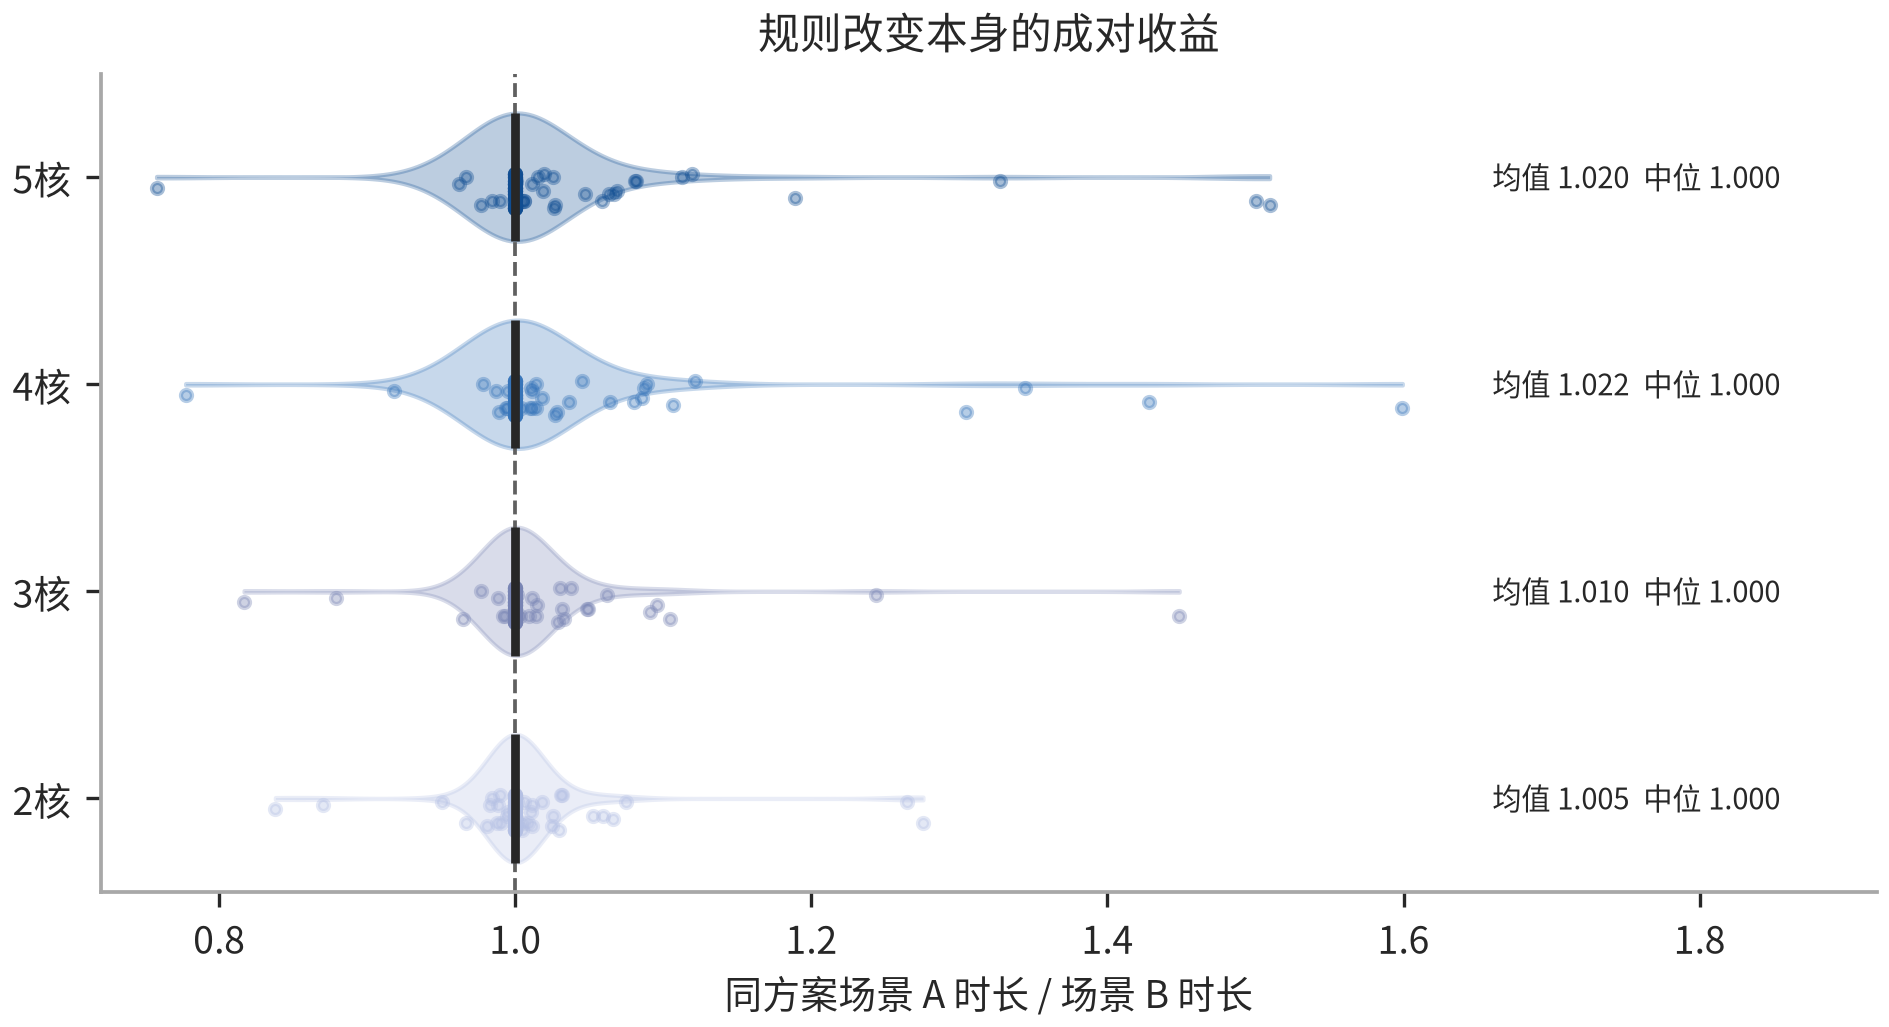 规则改变本身的成对收益
5核
均值 1.020 中位 1.000
4核
均值 1.022 中位 1.000
3核
均值 1.010 中位 1.000
2核
均值 1.005 中位 1.000
0.8 1.0 1.2 1.4 1.6 1.8
同方案场景 A 时长 / 场景 B 时长